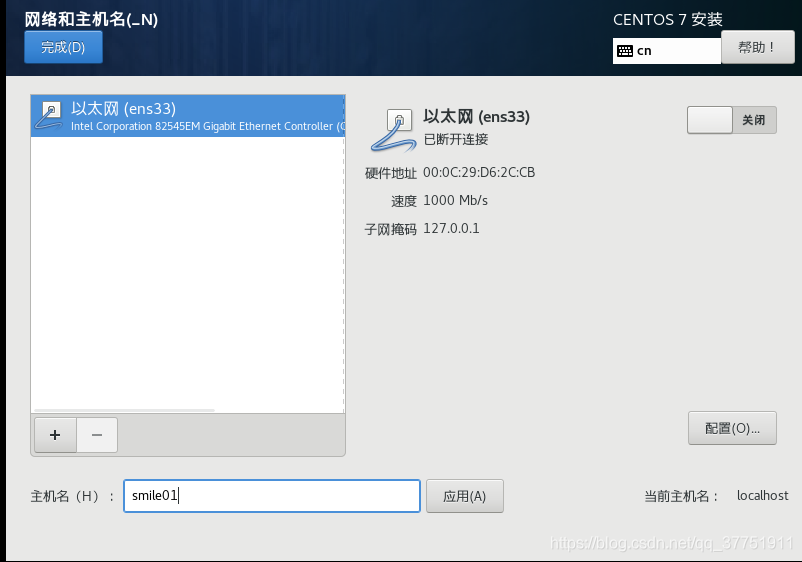 网络和主机名(_N)
CENTOS 7 安装
完成(D)
cn
帮助！
以太网 (ens33)
Intel Corporation 82545EM Gigabit Ethernet Controller (C
以太网 (ens33)
已断开连接
关闭
硬件地址 00:0C:29:D6:2C:CB
速度 1000 Mb/s
子网掩码 127.0.0.1
+ −
配置(O)...
主机名（H）： smile01 应用(A) 当前主机名： localhost
https://blog.csdn.net/qq_37751911